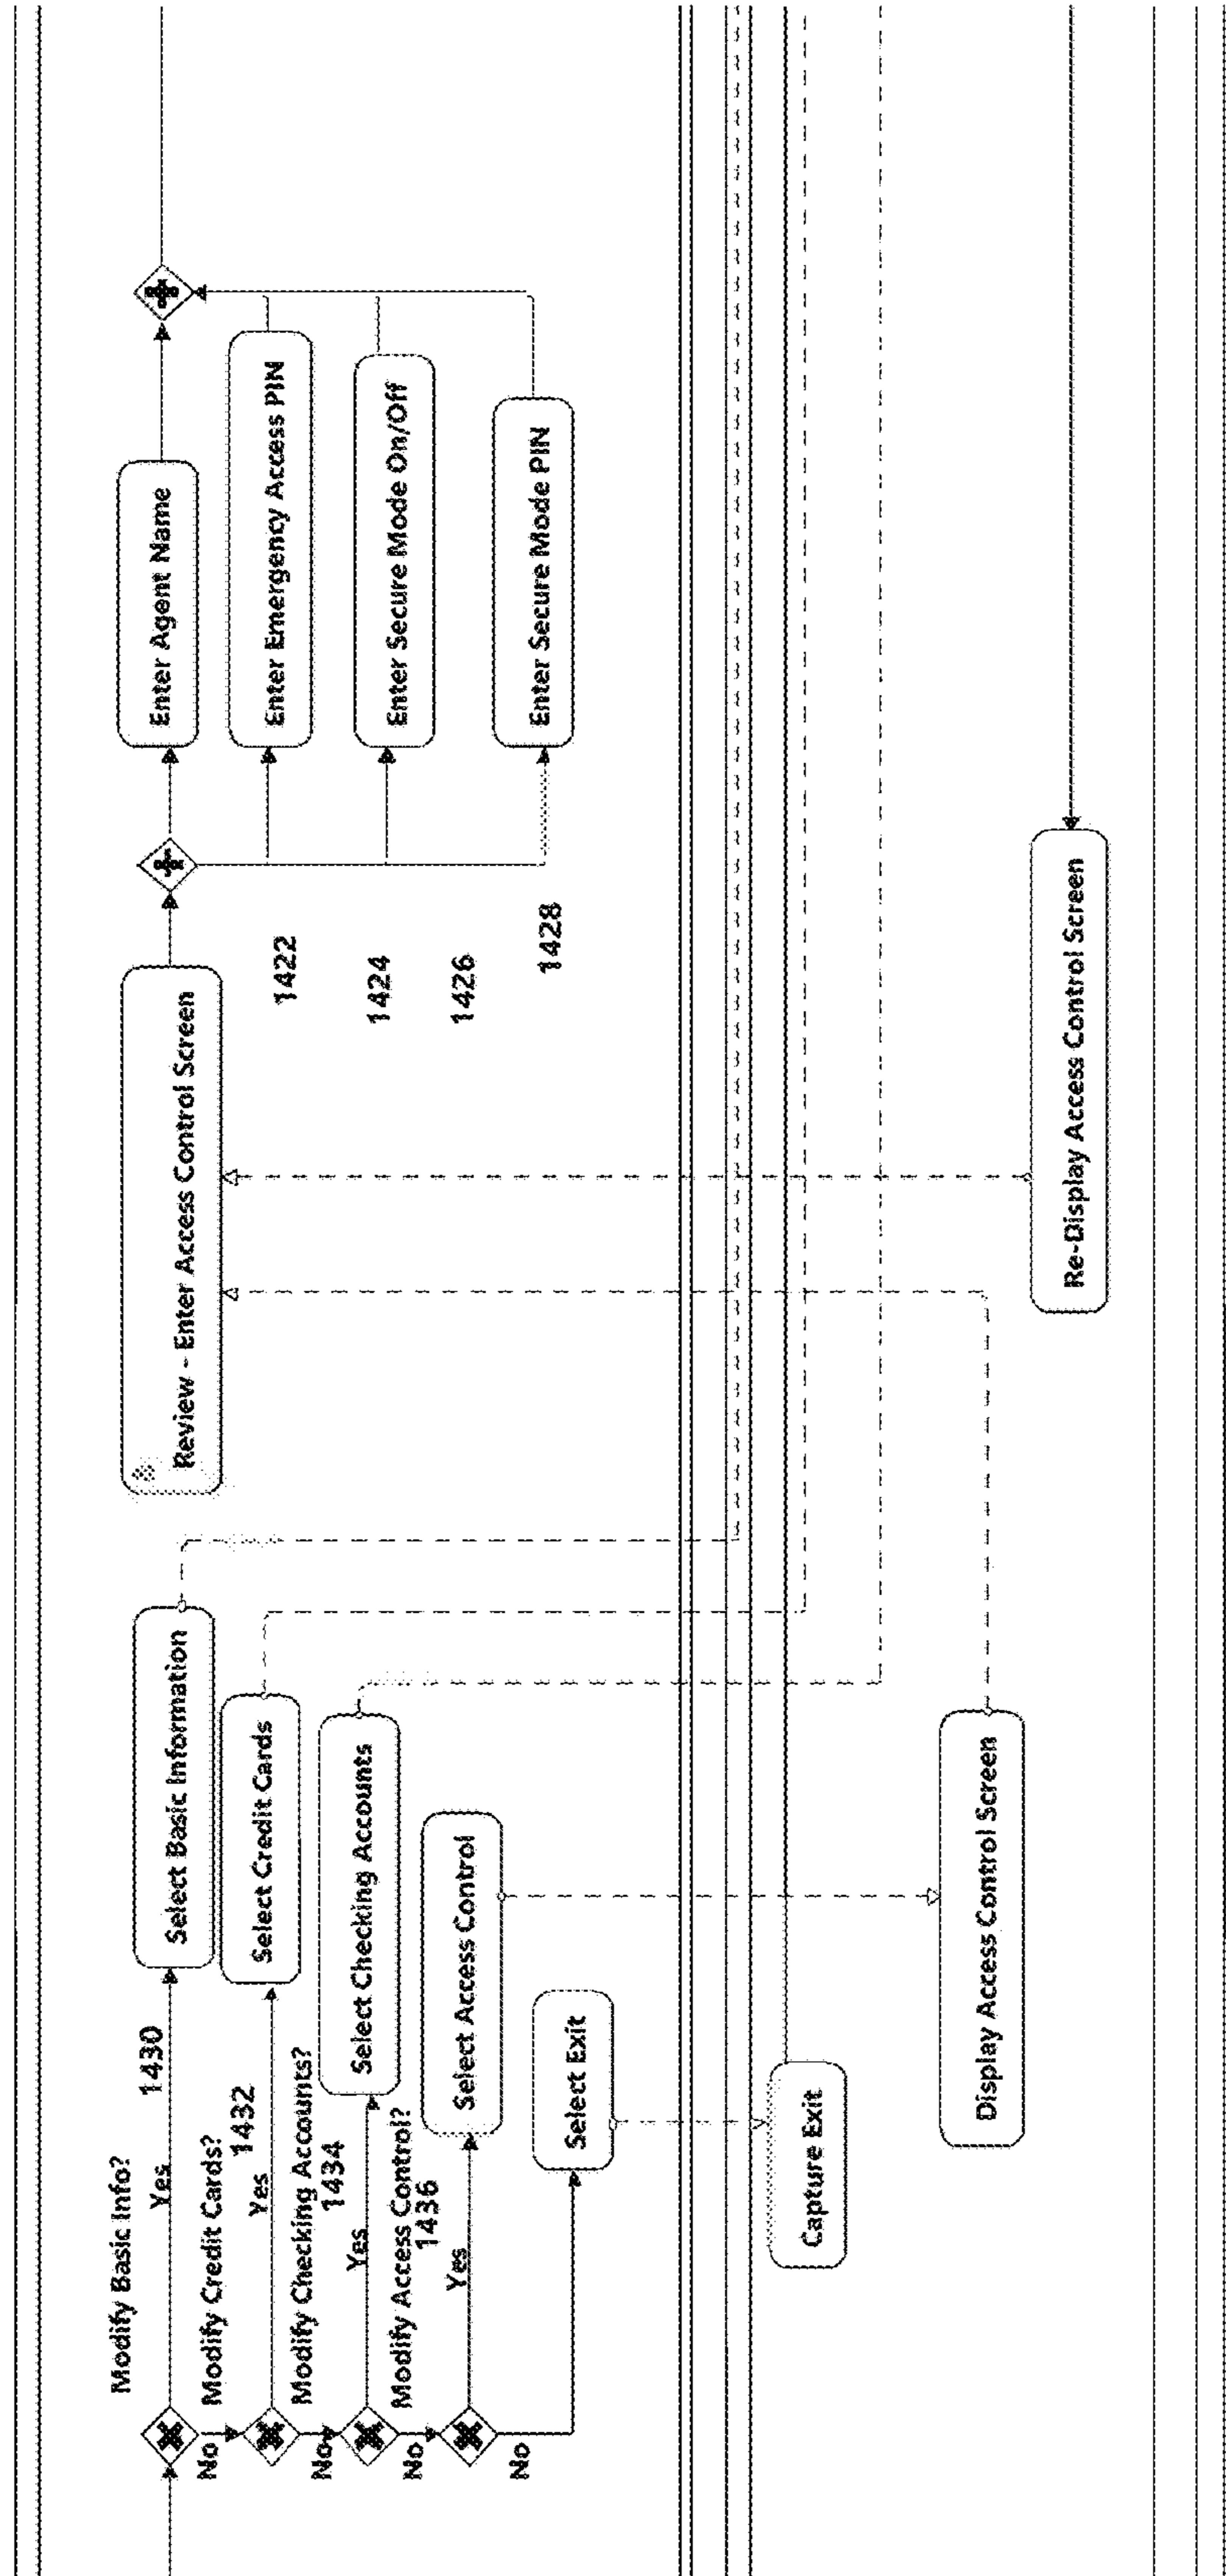 Modify Basic Info?
Yes
1430
Select Basic Information
No
Modify Credit Cards?
Yes
1432
Select Credit Cards
No
Modify Checking Accounts?
Yes
1434
Select Checking Accounts
No
Modify Access Control?
Yes
1436
Select Access Control
No
Select Exit
Review - Enter Access Control Screen
Enter Agent Name
1422
Enter Emergency Access PIN
1424
Enter Secure Mode On/Off
1426
1428
Enter Secure Mode PIN
Capture Exit
Display Access Control Screen
Re-Display Access Control Screen